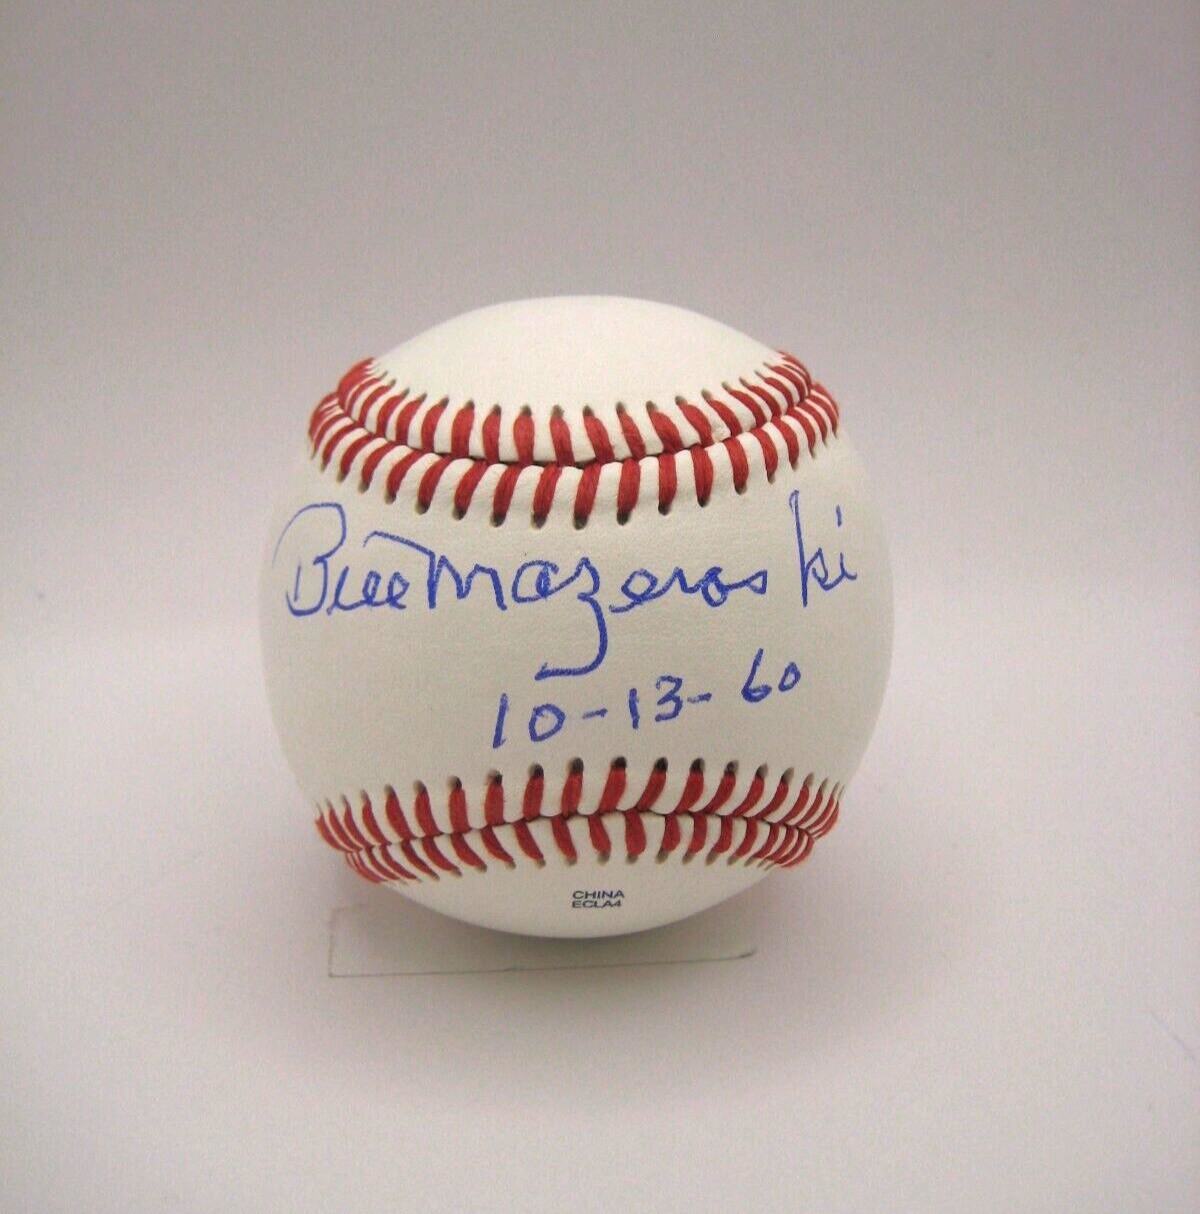 Bill Mazeroski
10-13-60
CHINA
ECLA4